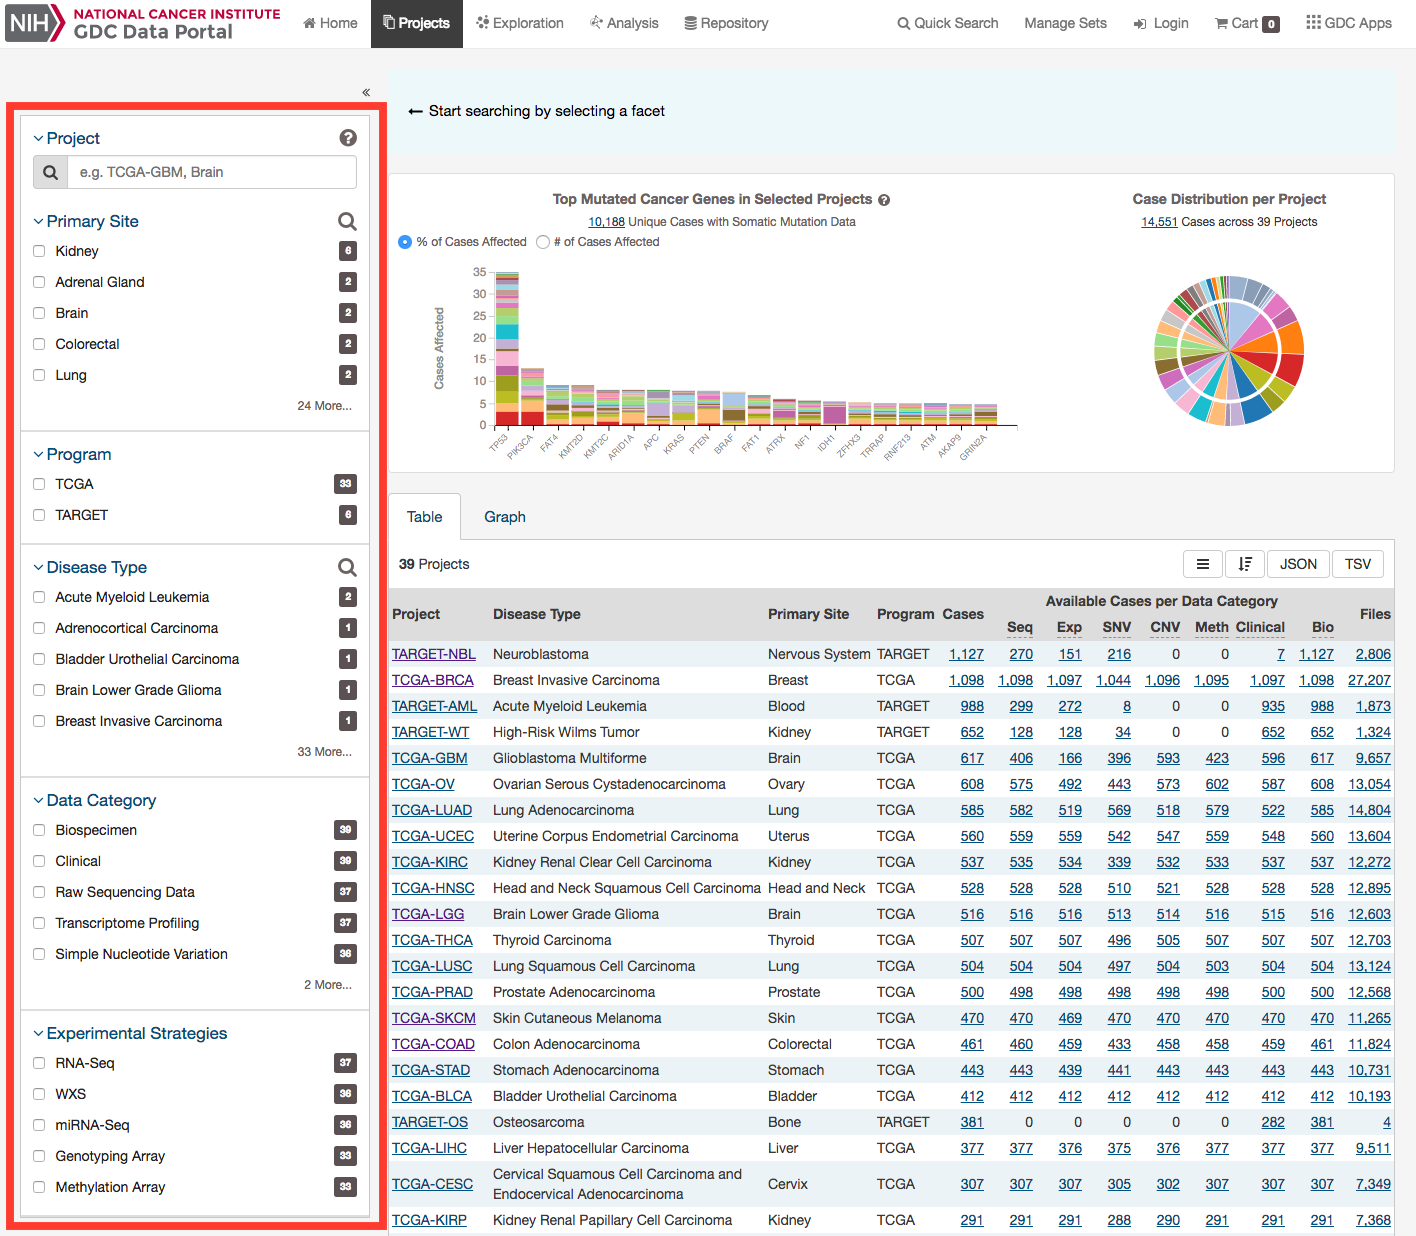 NIH NATIONAL CANCER INSTITUTE
GDC Data Portal
Home Projects Exploration Analysis Repository Quick Search Manage Sets Login Cart 0 GDC Apps
«
Start searching by selecting a facet
Project ?
e.g. TCGA-GBM, Brain
Primary Site
Kidney 6
Adrenal Gland 2
Brain 2
Colorectal 2
Lung 2
24 More...
Program
TCGA 33
TARGET 6
Disease Type
Acute Myeloid Leukemia 2
Adrenocortical Carcinoma 1
Bladder Urothelial Carcinoma 1
Brain Lower Grade Glioma 1
Breast Invasive Carcinoma 1
33 More...
Data Category
Biospecimen 39
Clinical 39
Raw Sequencing Data 37
Transcriptome Profiling 37
Simple Nucleotide Variation 36
2 More...
Experimental Strategies
RNA-Seq 37
WXS 36
miRNA-Seq 36
Genotyping Array 33
Methylation Array 33
Top Mutated Cancer Genes in Selected Projects ?
10,188 Unique Cases with Somatic Mutation Data
% of Cases Affected # of Cases Affected
Cases Affected
35
30
25
20
15
10
5
0
TP53 PIK3CA FAT4 KMT2D KMT2C ARID1A APC KRAS PTEN BRAF FAT1 ATRX NF1 IDH1 ZFHX3 TRRAP RNF213 ATM AKAP9 GRIN2A
Case Distribution per Project
14,551 Cases across 39 Projects
Table Graph
39 Projects JSON TSV
Available Cases per Data Category
Project Disease Type Primary Site Program Cases Seq Exp SNV CNV Meth Clinical Bio Files
TARGET-NBL Neuroblastoma Nervous System TARGET 1,127 270 151 216 0 0 7 1,127 2,806
TCGA-BRCA Breast Invasive Carcinoma Breast TCGA 1,098 1,098 1,097 1,044 1,096 1,095 1,097 1,098 27,207
TARGET-AML Acute Myeloid Leukemia Blood TARGET 988 299 272 8 0 0 935 988 1,873
TARGET-WT High-Risk Wilms Tumor Kidney TARGET 652 128 128 34 0 0 652 652 1,324
TCGA-GBM Glioblastoma Multiforme Brain TCGA 617 406 166 396 593 423 596 617 9,657
TCGA-OV Ovarian Serous Cystadenocarcinoma Ovary TCGA 608 575 492 443 573 602 587 608 13,054
TCGA-LUAD Lung Adenocarcinoma Lung TCGA 585 582 519 569 518 579 522 585 14,804
TCGA-UCEC Uterine Corpus Endometrial Carcinoma Uterus TCGA 560 559 559 542 547 559 548 560 13,604
TCGA-KIRC Kidney Renal Clear Cell Carcinoma Kidney TCGA 537 535 534 339 532 533 537 537 12,272
TCGA-HNSC Head and Neck Squamous Cell Carcinoma Head and Neck TCGA 528 528 528 510 521 528 528 528 12,895
TCGA-LGG Brain Lower Grade Glioma Brain TCGA 516 516 516 513 514 516 515 516 12,603
TCGA-THCA Thyroid Carcinoma Thyroid TCGA 507 507 507 496 505 507 507 507 12,703
TCGA-LUSC Lung Squamous Cell Carcinoma Lung TCGA 504 504 504 497 504 503 504 504 13,124
TCGA-PRAD Prostate Adenocarcinoma Prostate TCGA 500 498 498 498 498 498 500 500 12,568
TCGA-SKCM Skin Cutaneous Melanoma Skin TCGA 470 470 469 470 470 470 470 470 11,265
TCGA-COAD Colon Adenocarcinoma Colorectal TCGA 461 460 459 433 458 458 459 461 11,824
TCGA-STAD Stomach Adenocarcinoma Stomach TCGA 443 443 439 441 443 443 443 443 10,731
TCGA-BLCA Bladder Urothelial Carcinoma Bladder TCGA 412 412 412 412 412 412 412 412 10,193
TARGET-OS Osteosarcoma Bone TARGET 381 0 0 0 0 0 282 381 4
TCGA-LIHC Liver Hepatocellular Carcinoma Liver TCGA 377 377 376 375 376 377 377 377 9,511
Cervical Squamous Cell Carcinoma and
TCGA-CESC Endocervical Adenocarcinoma Cervix TCGA 307 307 307 305 302 307 307 307 7,349
TCGA-KIRP Kidney Renal Papillary Cell Carcinoma Kidney TCGA 291 291 291 288 290 291 291 291 7,368